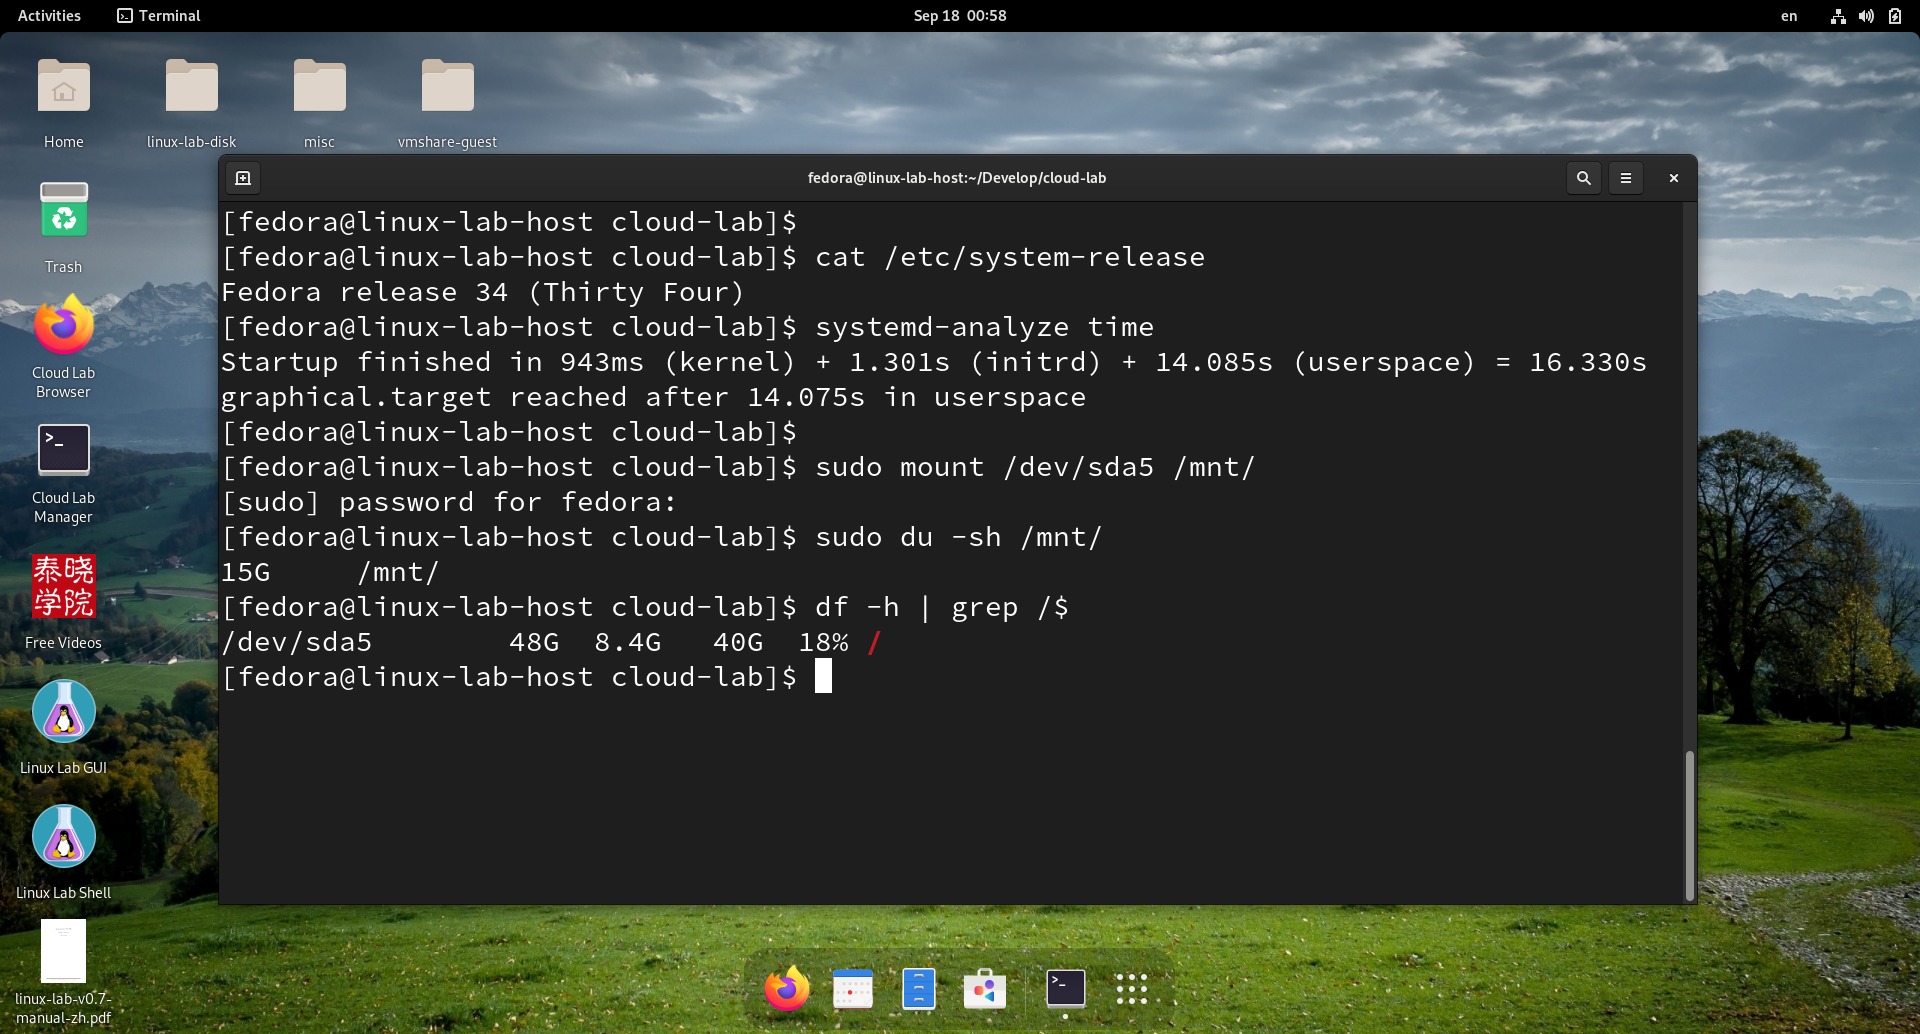 Activities
Terminal
Sep 18 00:58
en
Home
linux-lab-disk
misc
vmshare-guest
Trash
Cloud Lab
Browser
>_
Cloud Lab
Manager
泰晓
学院
Free Videos
Linux Lab GUI
Linux Lab Shell
linux-lab-v0.7-
manual-zh.pdf
fedora@linux-lab-host:~/Develop/cloud-lab
[fedora@linux-lab-host cloud-lab]$
[fedora@linux-lab-host cloud-lab]$ cat /etc/system-release
Fedora release 34 (Thirty Four)
[fedora@linux-lab-host cloud-lab]$ systemd-analyze time
Startup finished in 943ms (kernel) + 1.301s (initrd) + 14.085s (userspace) = 16.330s
graphical.target reached after 14.075s in userspace
[fedora@linux-lab-host cloud-lab]$
[fedora@linux-lab-host cloud-lab]$ sudo mount /dev/sda5 /mnt/
[sudo] password for fedora:
[fedora@linux-lab-host cloud-lab]$ sudo du -sh /mnt/
15G     /mnt/
[fedora@linux-lab-host cloud-lab]$ df -h | grep /$
/dev/sda5        48G  8.4G   40G  18% /
[fedora@linux-lab-host cloud-lab]$
>_